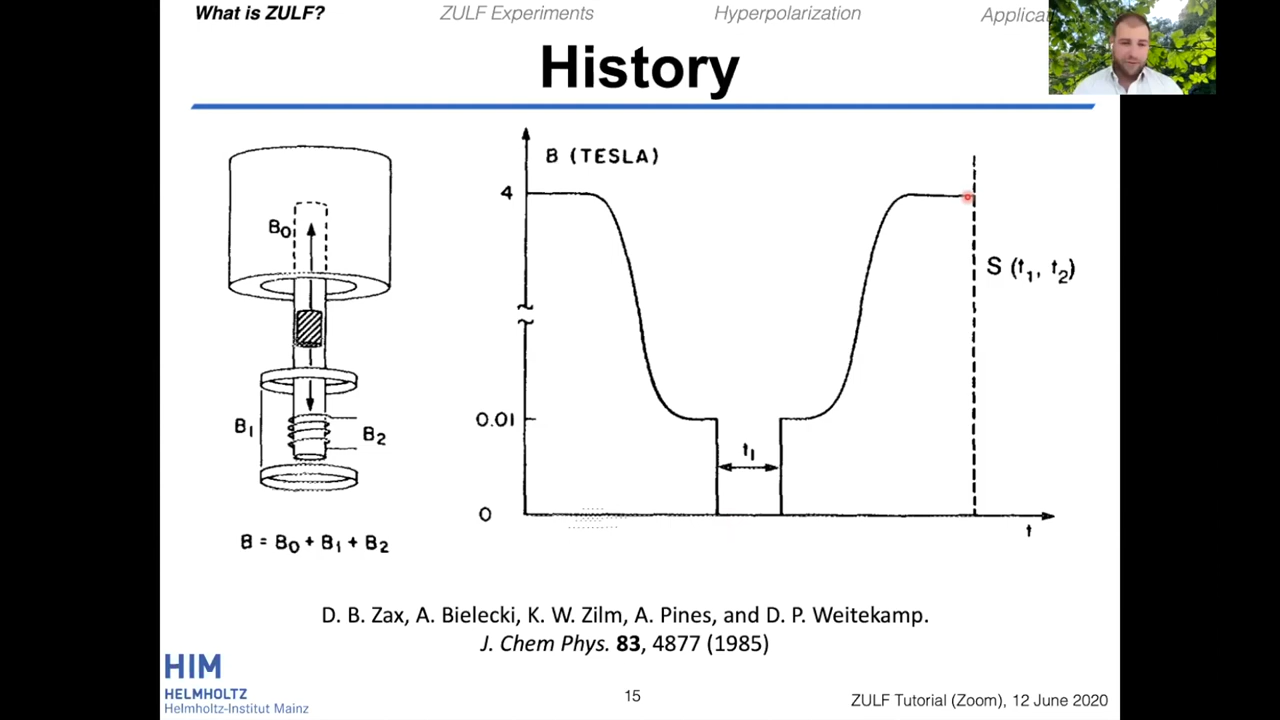 What is ZULF?
ZULF Experiments
Hyperpolarization
Applicat
History
B (TESLA)
4
B0
S (t1, t2)
0.01
B1
B2
t1
0
t
B = B0 + B1 + B2
D. B. Zax, A. Bielecki, K. W. Zilm, A. Pines, and D. P. Weitekamp.
J. Chem Phys. 83, 4877 (1985)
HIM
HELMHOLTZ
Helmholtz-Institut Mainz
15
ZULF Tutorial (Zoom), 12 June 2020